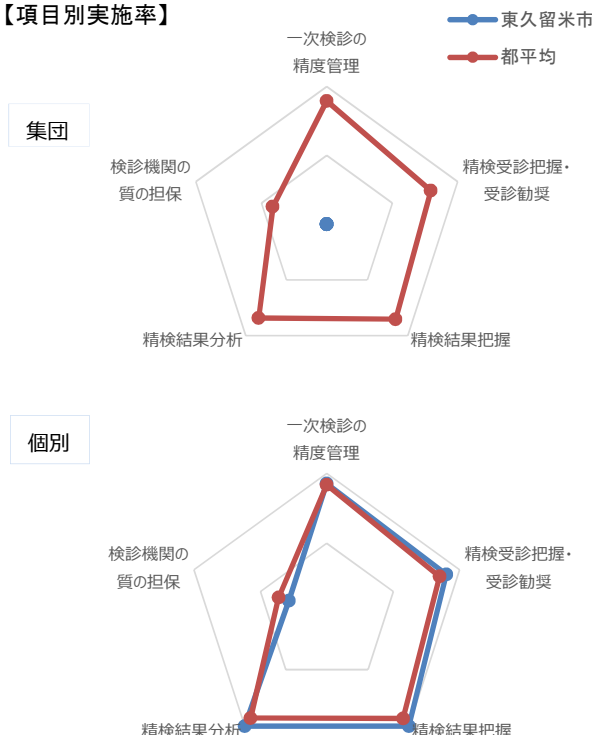 【項目別実施率】
東久留米市
都平均
集団
一次検診の
精度管理
精検受診把握・
受診勧奨
精検結果把握
精検結果分析
検診機関の
質の担保
個別
一次検診の
精度管理
精検受診把握・
受診勧奨
精検結果把握
精検結果分析
検診機関の
質の担保